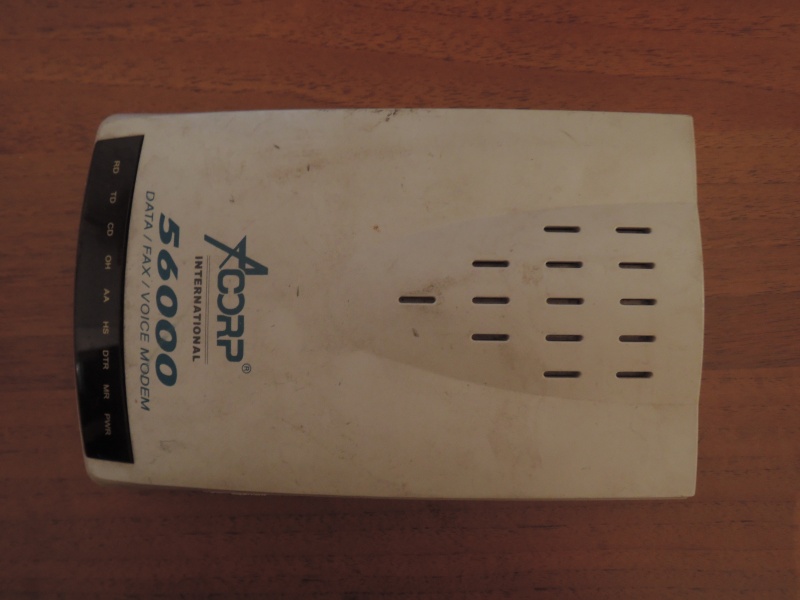 ACORP®
INTERNATIONAL
56000
DATA / FAX / VOICE MODEM
RD TD CD OH AA HS DTR MR PWR